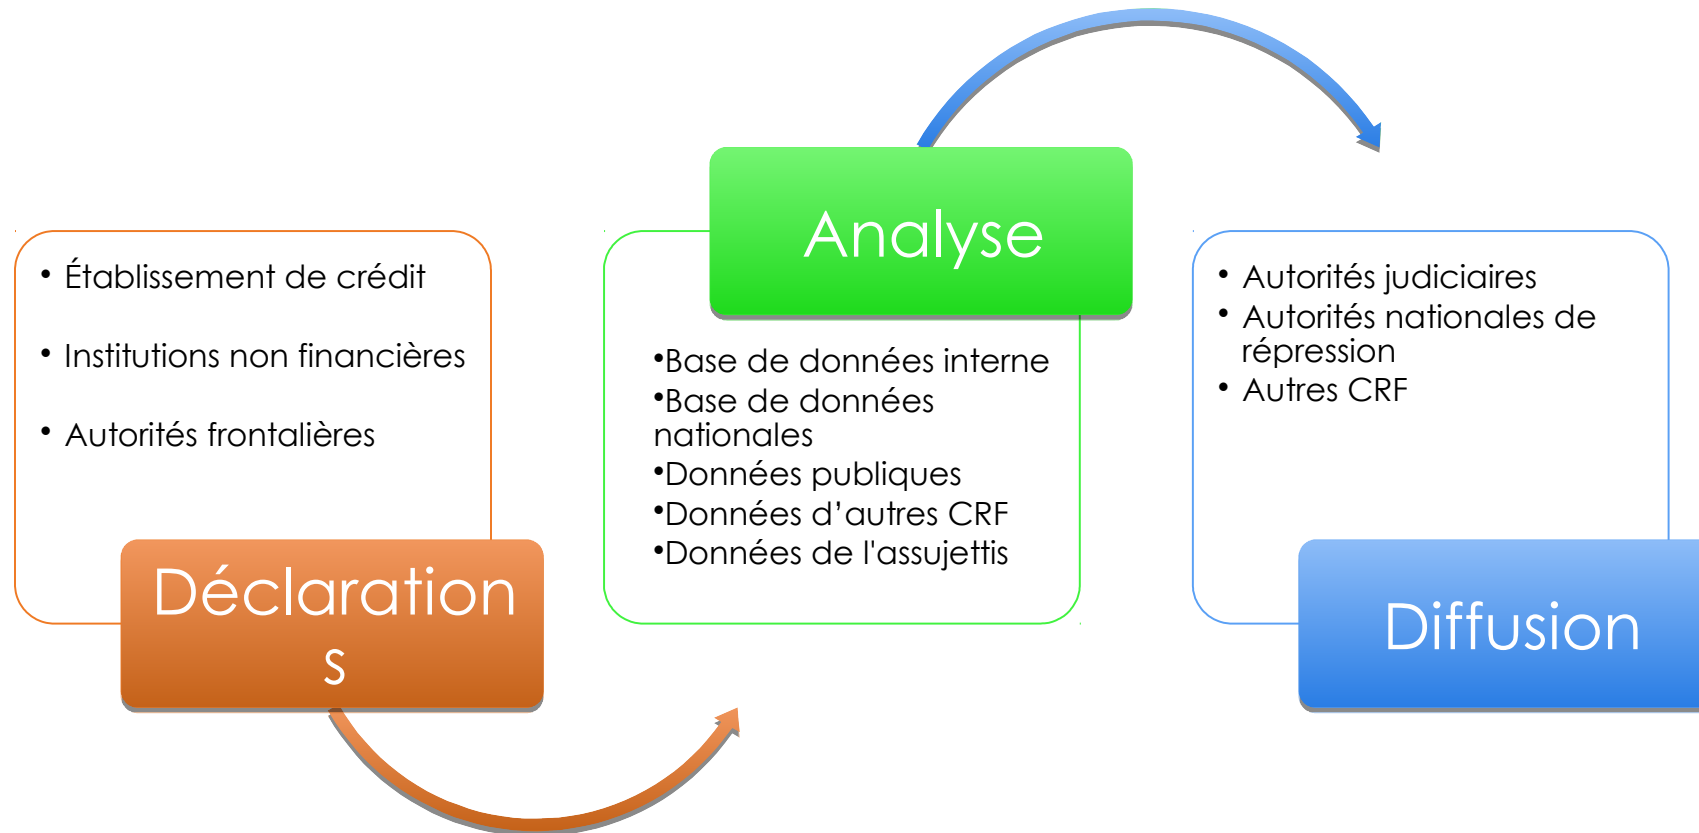 • Établissement de crédit
• Institutions non financières
• Autorités frontalières
Déclaration
s
Analyse
•Base de données interne
•Base de données
nationales
•Données publiques
•Données d’autres CRF
•Données de l'assujettis
• Autorités judiciaires
• Autorités nationales de
répression
• Autres CRF
Diffusion